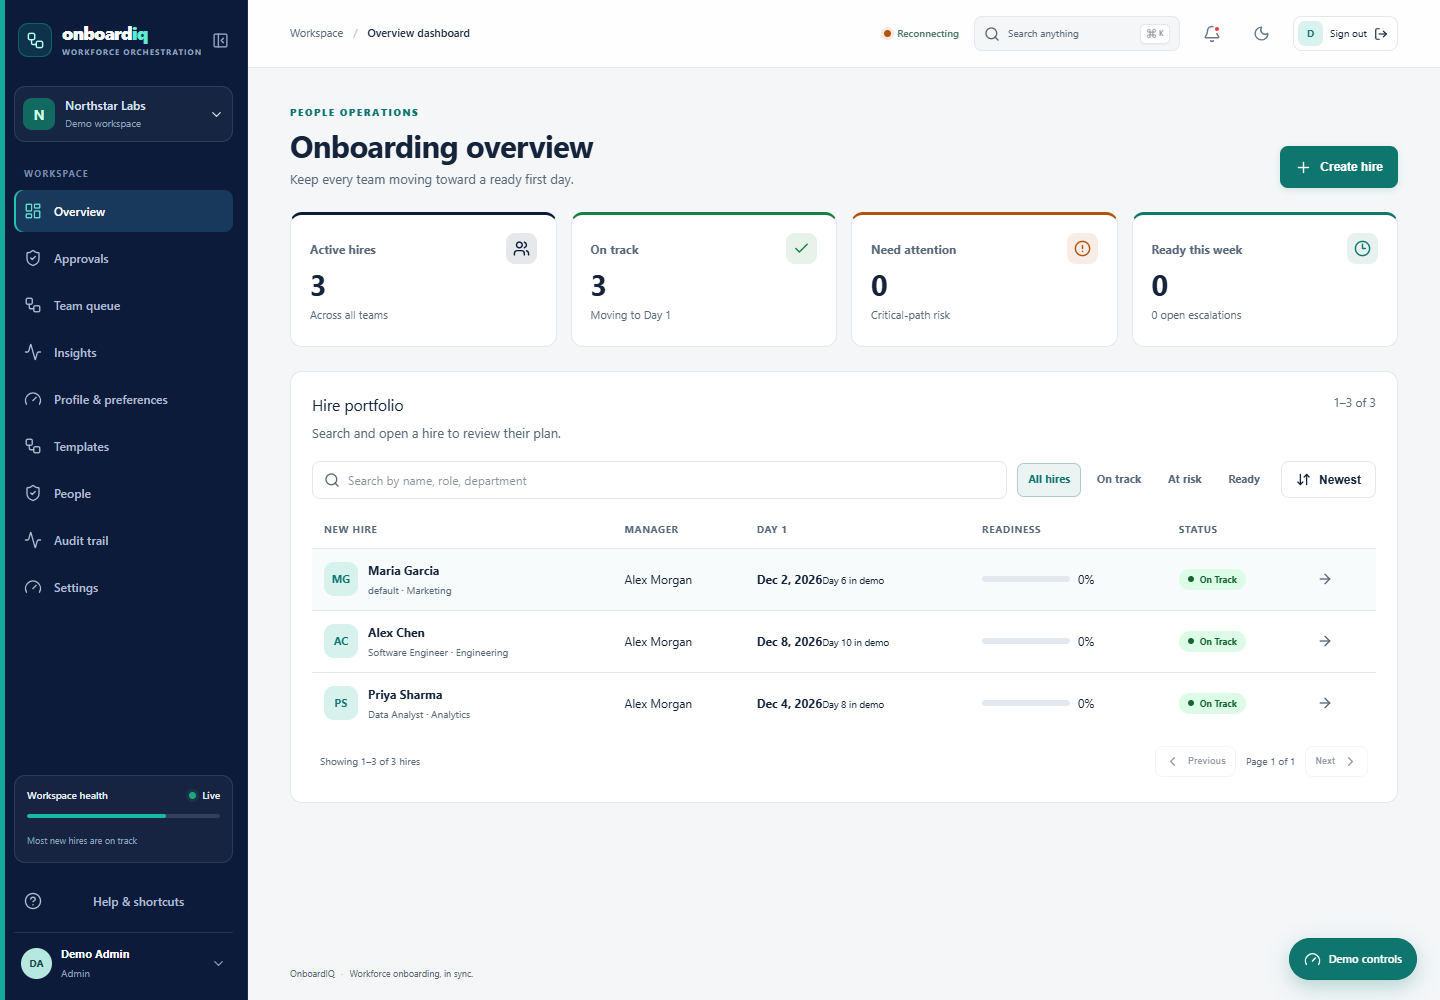 onboardiq
WORKFORCE ORCHESTRATION
N
Northstar Labs
Demo workspace
WORKSPACE
Overview
Approvals
Team queue
Insights
Profile & preferences
Templates
People
Audit trail
Settings
Workspace health
Live
Most new hires are on track
Help & shortcuts
DA
Demo Admin
Admin
Workspace / Overview dashboard
Reconnecting
Search anything
⌘ K
D
Sign out
PEOPLE OPERATIONS
Onboarding overview
Keep every team moving toward a ready first day.
Create hire
Active hires
3
Across all teams
On track
3
Moving to Day 1
Need attention
0
Critical-path risk
Ready this week
0
0 open escalations
Hire portfolio
1–3 of 3
Search and open a hire to review their plan.
Search by name, role, department
All hires
On track
At risk
Ready
Newest
NEW HIRE MANAGER DAY 1 READINESS STATUS
MG
Maria Garcia
default · Marketing
Alex Morgan
Dec 2, 2026Day 6 in demo
0%
On Track
AC
Alex Chen
Software Engineer · Engineering
Alex Morgan
Dec 8, 2026Day 10 in demo
0%
On Track
PS
Priya Sharma
Data Analyst · Analytics
Alex Morgan
Dec 4, 2026Day 8 in demo
0%
On Track
Showing 1–3 of 3 hires
Previous
Page 1 of 1
Next
OnboardIQ · Workforce onboarding, in sync.
Demo controls